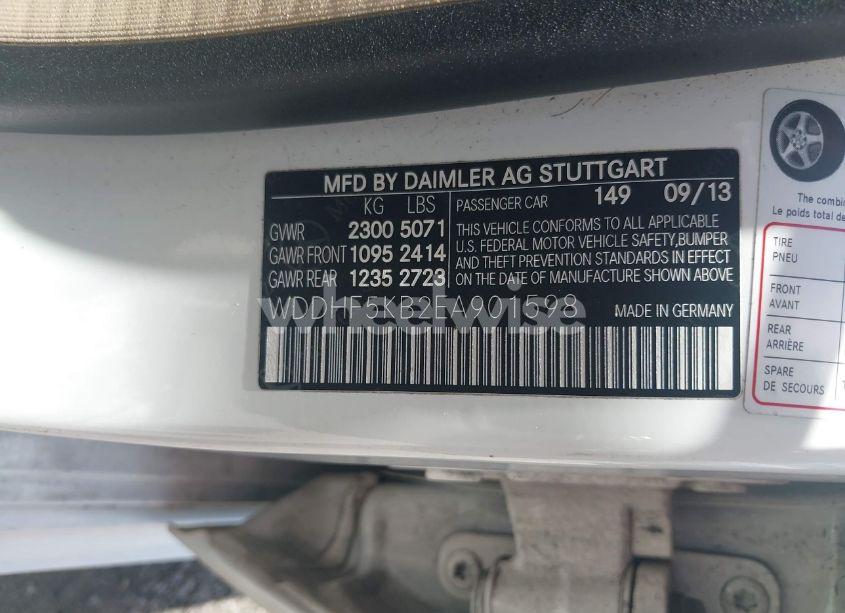 MFD BY DAIMLER AG STUTTGART
KG LBS
GVWR 2300 5071
GAWR FRONT 1095 2414
GAWR REAR 1235 2723
PASSENGER CAR 149 09/13
THIS VEHICLE CONFORMS TO ALL APPLICABLE
U.S. FEDERAL MOTOR VEHICLE SAFETY,BUMPER
AND THEFT PREVENTION STANDARDS IN EFFECT
ON THE DATE OF MANUFACTURE SHOWN ABOVE
WDDHF5KB2EA901598
MADE IN GERMANY
wheelwise
The combin
Le poids total de
TIRE
PNEU
FRONT
AVANT
REAR
ARRIÈRE
SPARE
DE SECOURS